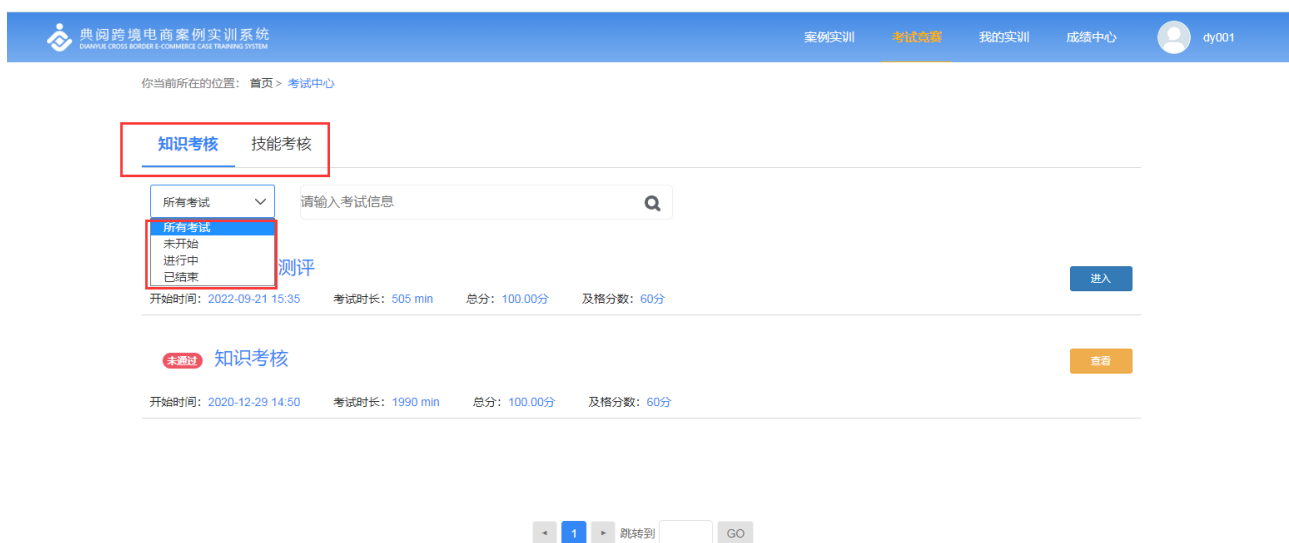 典阅跨境电商案例实训系统
DIANYUE CROSS BORDER E-COMMERCE CASE TRAINING SYSTEM
案例实训 考试竞赛 我的实训 成绩中心 dy001
你当前所在的位置： 首页 > 考试中心
知识考核 技能考核
所有考试 请输入考试信息
所有考试
未开始
进行中
已结束
测评 进入
开始时间：2022-09-21 15:35 考试时长：505 min 总分：100.00分 及格分数：60分
未通过 知识考核 查看
开始时间：2020-12-29 14:50 考试时长：1990 min 总分：100.00分 及格分数：60分
1 跳转到 GO